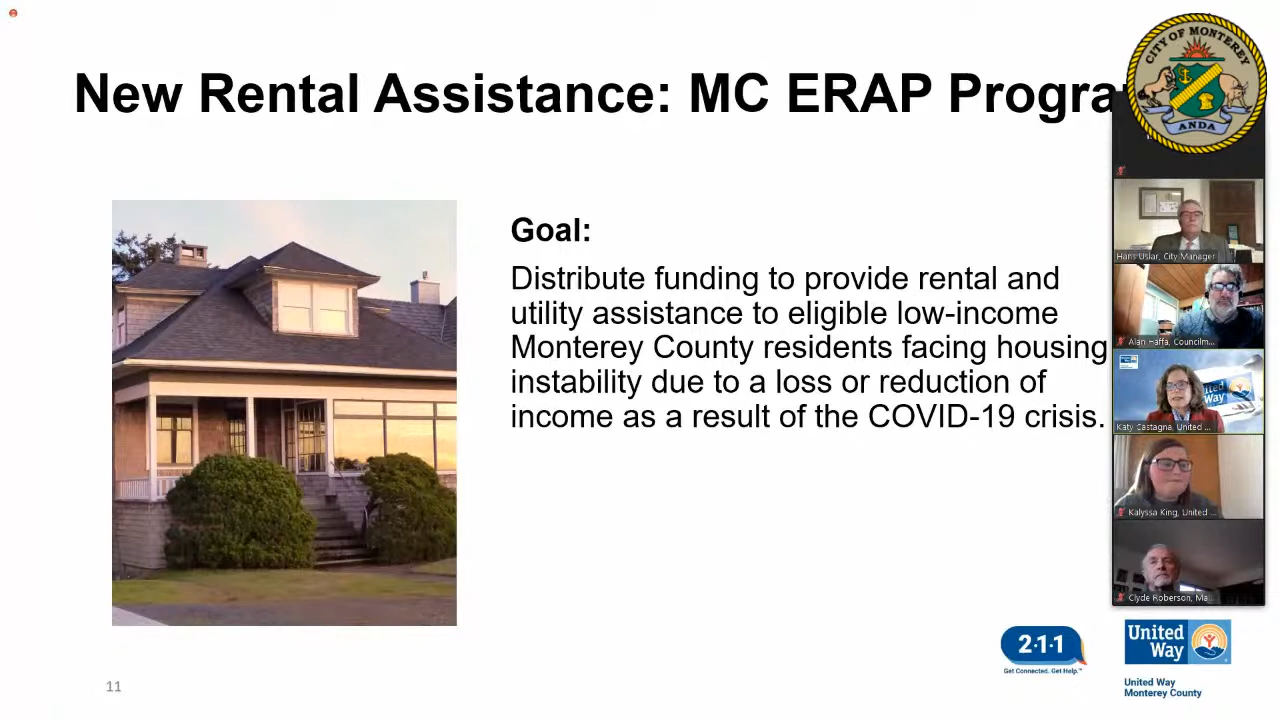 New Rental Assistance: MC ERAP Progra
CITY OF MONTEREY
ANDA
Goal:
Distribute funding to provide rental and
utility assistance to eligible low-income
Monterey County residents facing housing
instability due to a loss or reduction of
income as a result of the COVID-19 crisis.
Hans Uslar, City Manager
Alan Haffa, Councilm...
United
Way
Katy Castagna, United ...
Kalyssa King, United ...
Clyde Roberson, Ma...
2·1·1
Get Connected. Get Help.™
United
Way
United Way
Monterey County
11